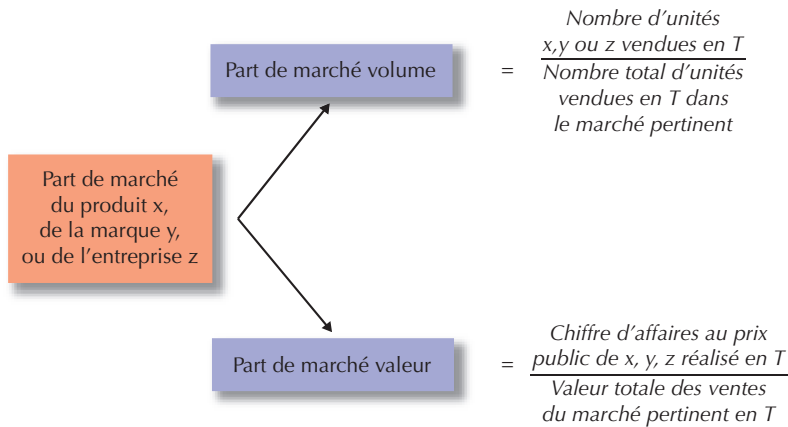 Nombre d'unités
x,y ou z vendues en T
Part de marché volume
=
Nombre total d'unités
vendues en T dans
le marché pertinent
Part de marché
du produit x,
de la marque y,
ou de l'entreprise z
Chiffre d'affaires au prix
public de x, y, z réalisé en T
Part de marché valeur
=
Valeur totale des ventes
du marché pertinent en T